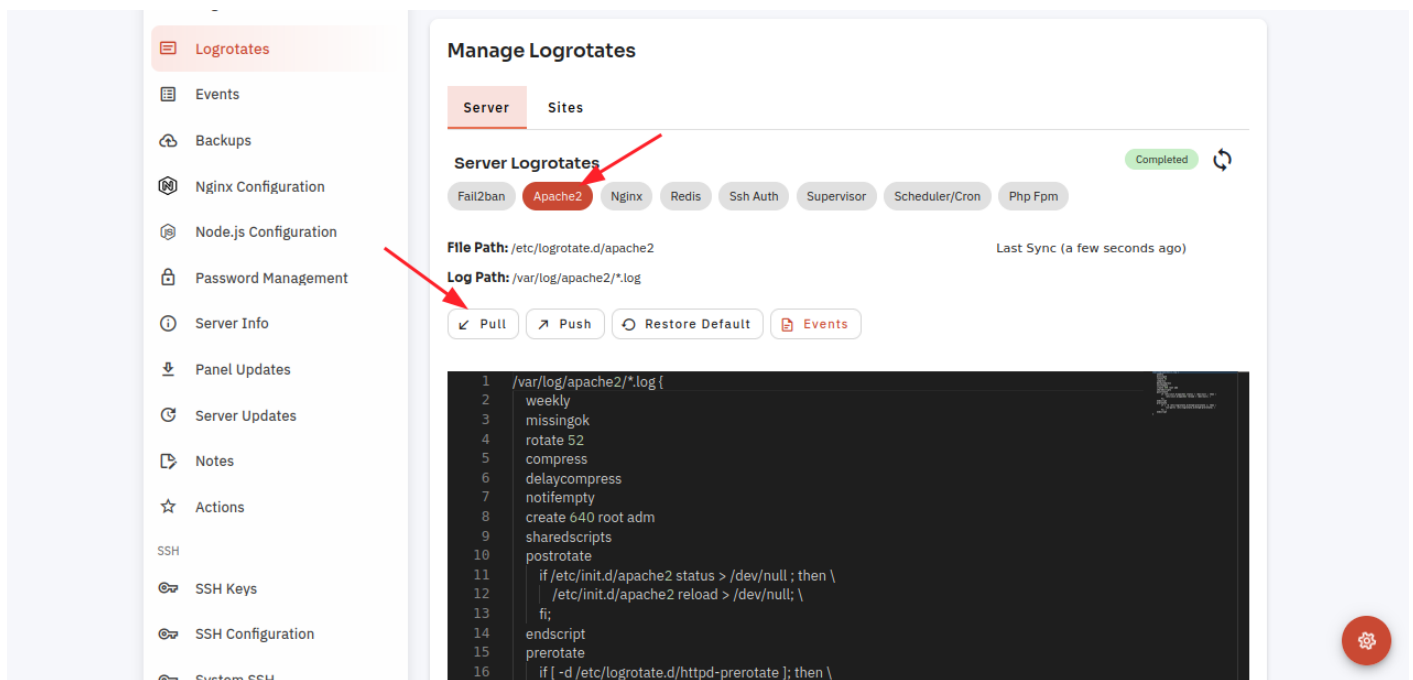 Logrotates
Events
Backups
Nginx Configuration
Node.js Configuration
Password Management
Server Info
Panel Updates
Server Updates
Notes
Actions
SSH
SSH Keys
SSH Configuration
System SSH
Manage Logrotates
Server Sites
Server Logrotates
Completed
Fail2ban Apache2 Nginx Redis Ssh Auth Supervisor Scheduler/Cron Php Fpm
File Path: /etc/logrotate.d/apache2
Last Sync (a few seconds ago)
Log Path: /var/log/apache2/*.log
Pull Push Restore Default Events
1 /var/log/apache2/*.log {
2 weekly
3 missingok
4 rotate 52
5 compress
6 delaycompress
7 notifempty
8 create 640 root adm
9 sharedscripts
10 postrotate
11 if /etc/init.d/apache2 status > /dev/null ; then \
12 /etc/init.d/apache2 reload > /dev/null; \
13 fi;
14 endscript
15 prerotate
16 if [ -d /etc/logrotate.d/httpd-prerotate ]; then \